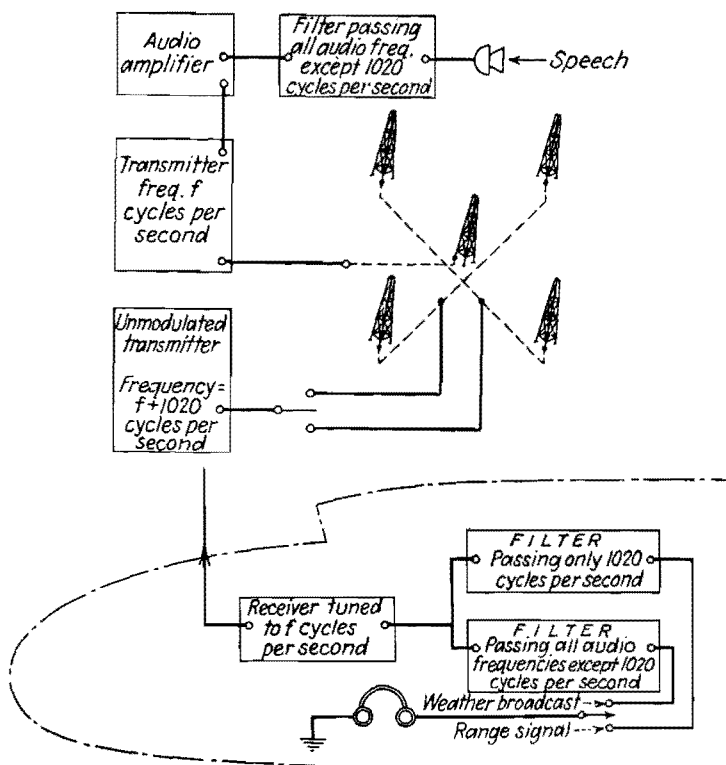 Audio
amplifier
Filter passing
all audio freq.
except 1020
cycles per second
Speech
Transmitter
freq. f
cycles per
second
Unmodulated
transmitter
Frequency=
f+1020
cycles per
second
Receiver tuned
to f cycles
per second
FILTER
Passing only 1020
cycles per second
FILTER
Passing all audio
frequencies except 1020
cycles per second
Weather broadcast
Range signal